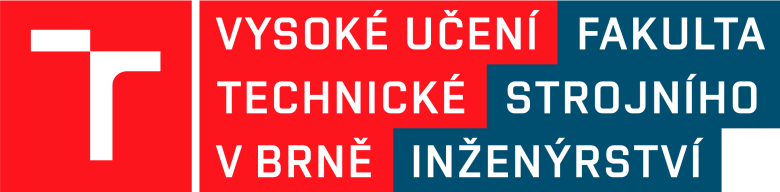 VYSOKÉ UČENÍ FAKULTA
TECHNICKÉ STROJNÍHO
V BRNĚ INŽENÝRSTVÍ